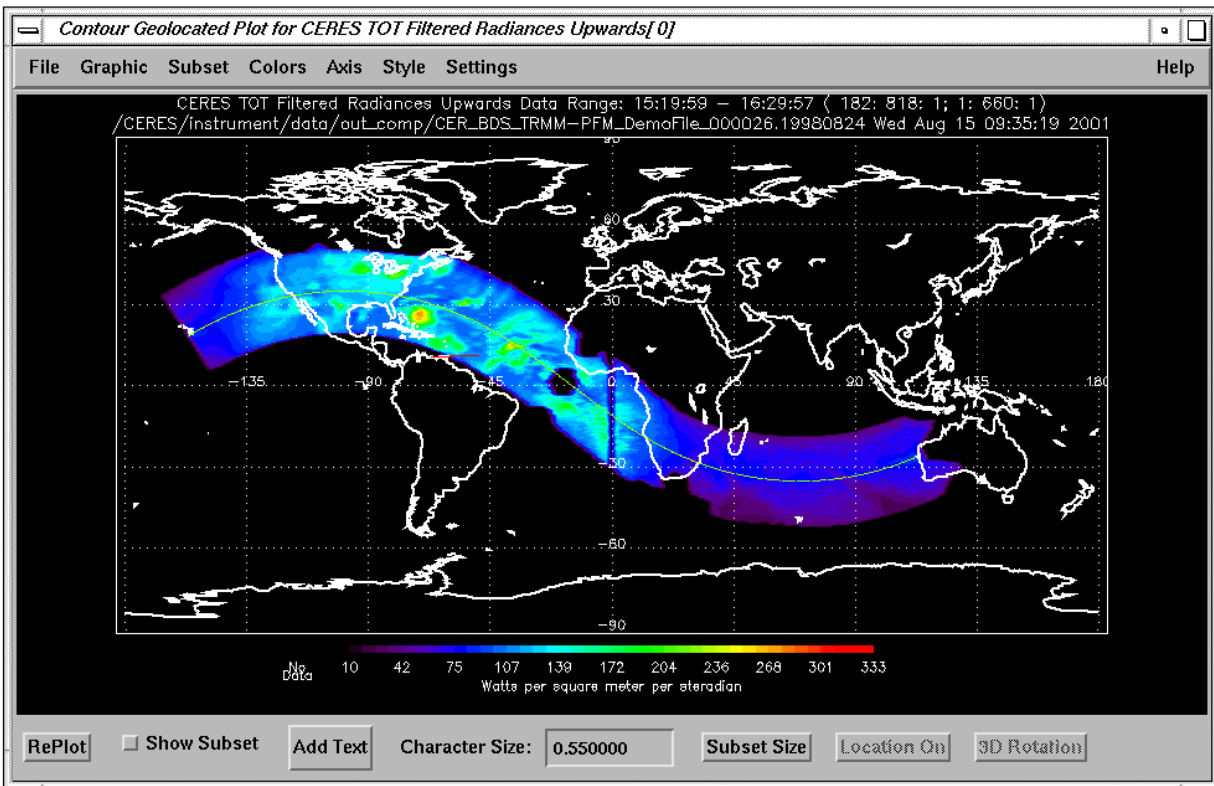 Contour Geolocated Plot for CERES TOT Filtered Radiances Upwards[ 0]
File Graphic Subset Colors Axis Style Settings Help
CERES TOT Filtered Radiances Upwards Data Range: 15:19:59 – 16:29:57 ( 182: 818: 1; 1: 660: 1)
/CERES/instrument/data/out_comp/CER_BDS_TRMM–PFM_DemoFile_000026.19980824 Wed Aug 15 09:35:19 2001
90
60
30
–135 –90 –45 0 45 90 135 180
–30
–60
–90
No Data 10 42 75 107 139 172 204 236 268 301 333
Watts per square meter per steradian
RePlot Show Subset Add Text Character Size: 0.550000 Subset Size Location On 3D Rotation